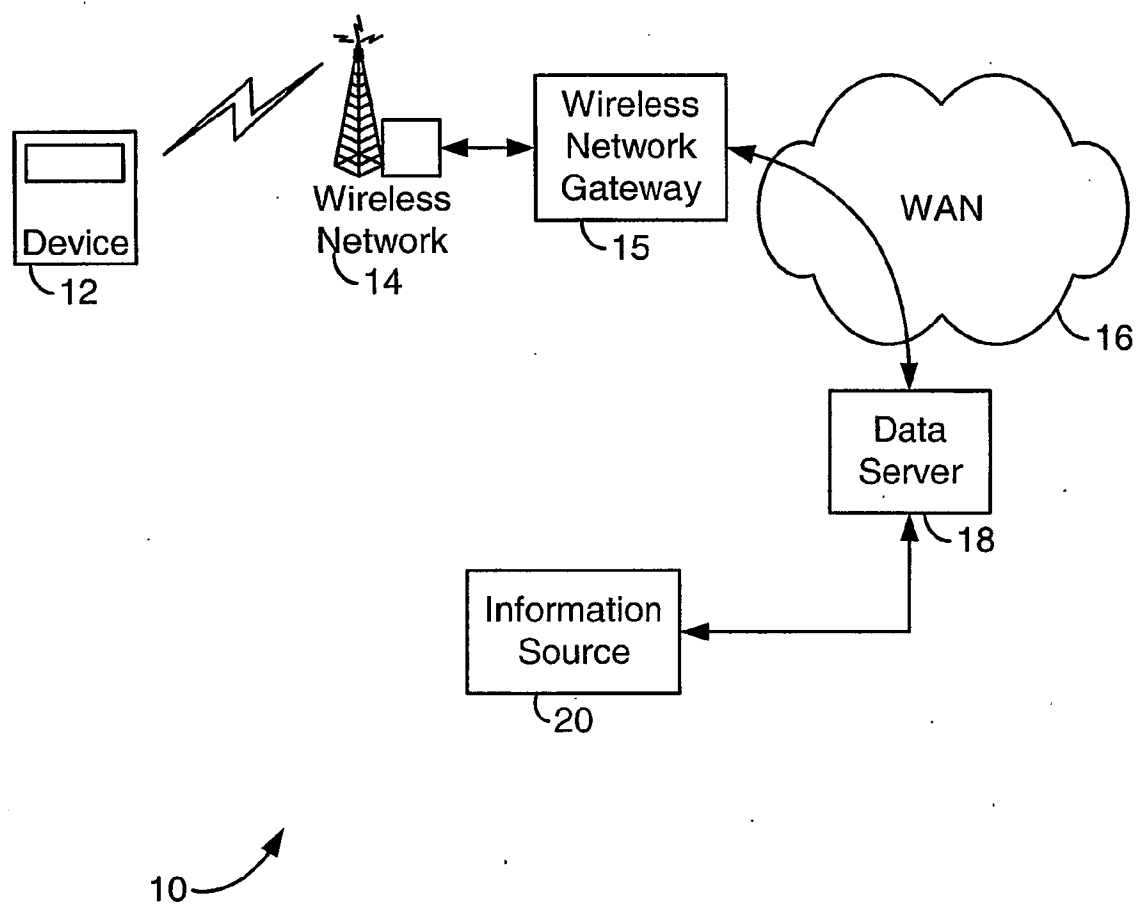 Device
12
Wireless
Network
14
Wireless
Network
Gateway
15
WAN
16
Data
Server
18
Information
Source
20
10